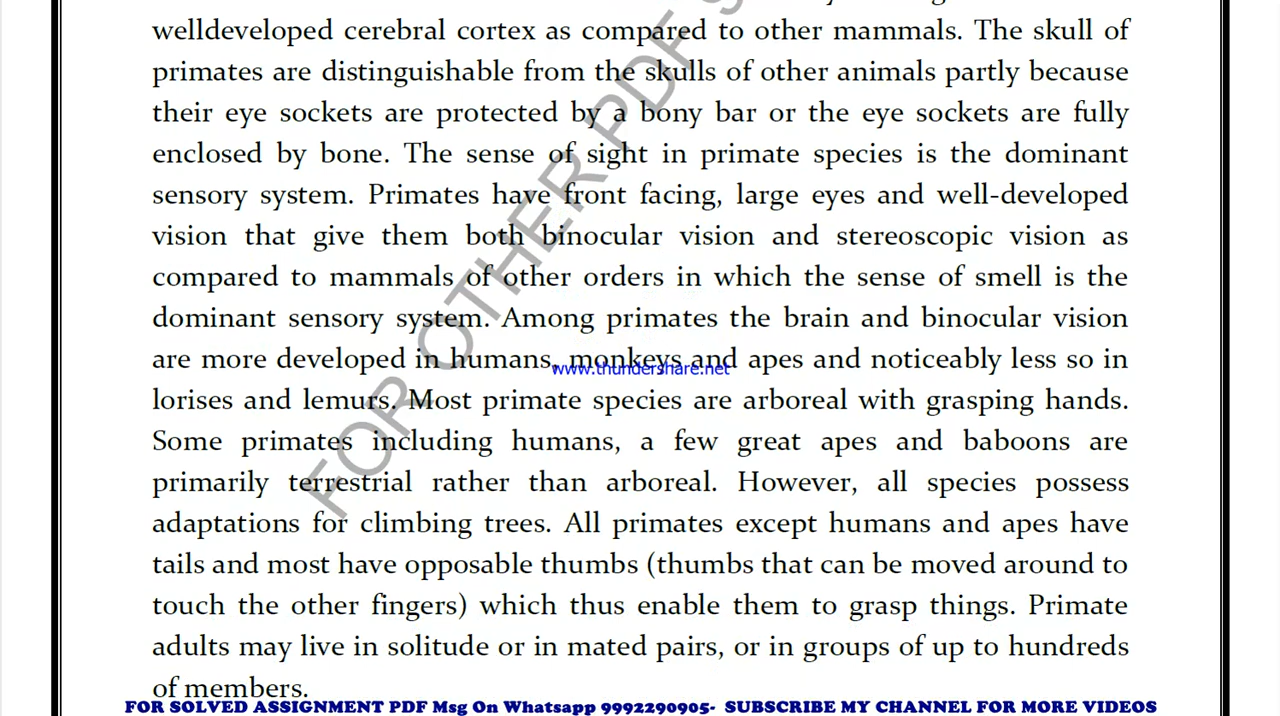 welldeveloped cerebral cortex as compared to other mammals. The skull of
primates are distinguishable from the skulls of other animals partly because
their eye sockets are protected by a bony bar or the eye sockets are fully
enclosed by bone. The sense of sight in primate species is the dominant
sensory system. Primates have front facing, large eyes and well-developed
vision that give them both binocular vision and stereoscopic vision as
compared to mammals of other orders in which the sense of smell is the
dominant sensory system. Among primates the brain and binocular vision
are more developed in humans, monkeys and apes and noticeably less so in
www.thundershare.net
lorises and lemurs. Most primate species are arboreal with grasping hands.
Some primates including humans, a few great apes and baboons are
primarily terrestrial rather than arboreal. However, all species possess
adaptations for climbing trees. All primates except humans and apes have
tails and most have opposable thumbs (thumbs that can be moved around to
touch the other fingers) which thus enable them to grasp things. Primate
adults may live in solitude or in mated pairs, or in groups of up to hundreds
of members.
FOR OTHER PDF
FOR SOLVED ASSIGNMENT PDF Msg On Whatsapp 9992290905- SUBSCRIBE MY CHANNEL FOR MORE VIDEOS